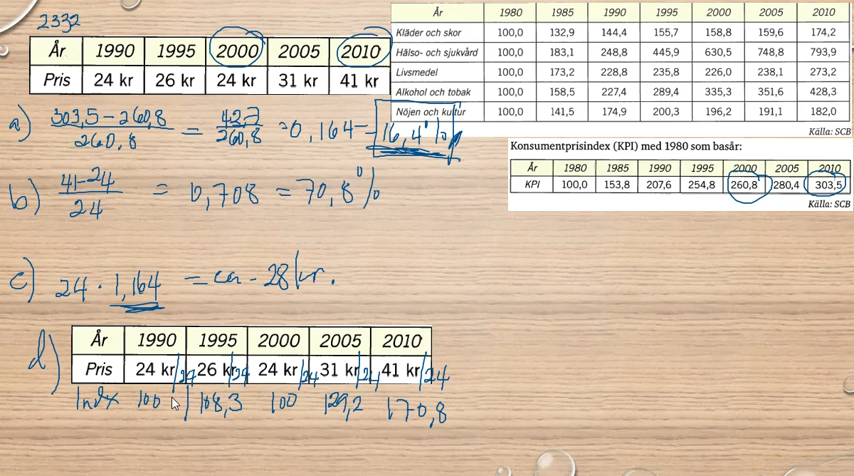 2332
År 1990 1995 2000 2005 2010
Pris 24 kr 26 kr 24 kr 31 kr 41 kr
År 1980 1985 1990 1995 2000 2005 2010
Kläder och skor 100,0 132,9 144,4 155,7 158,8 159,6 174,2
Hälso- och sjukvård 100,0 183,1 248,8 445,9 630,5 748,8 793,9
Livsmedel 100,0 173,2 228,8 235,8 226,0 238,1 273,2
Alkohol och tobak 100,0 158,5 227,4 289,4 335,3 351,6 428,3
Nöjen och kultur 100,0 141,5 174,9 200,3 196,2 191,1 182,0
Källa: SCB
Konsumentprisindex (KPI) med 1980 som basår:
År 1980 1985 1990 1995 2000 2005 2010
KPI 100,0 153,8 207,6 254,8 260,8 280,4 303,5
Källa: SCB
a) 303,5-260,8 / 260,8 = 42,7 / 260,8 = 0,164 = 16,4%
b) 41-24 / 24 = 0,708 = 70,8%
c) 24 · 1,164 = ca 28 kr.
d)
År 1990 1995 2000 2005 2010
Pris 24 kr/24 26 kr/24 24 kr/24 31 kr/24 41 kr/24
Index 100 108,3 100 129,2 170,8